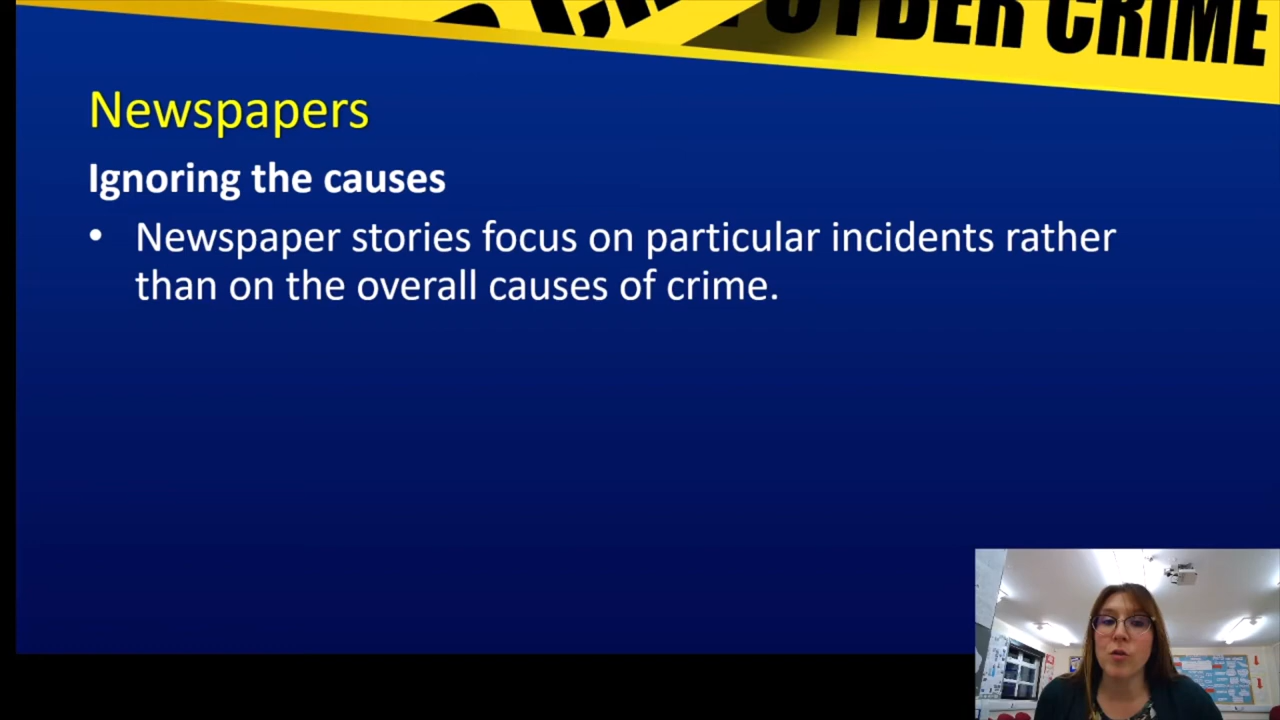 CYBER CRIME
Newspapers
Ignoring the causes
• Newspaper stories focus on particular incidents rather
than on the overall causes of crime.